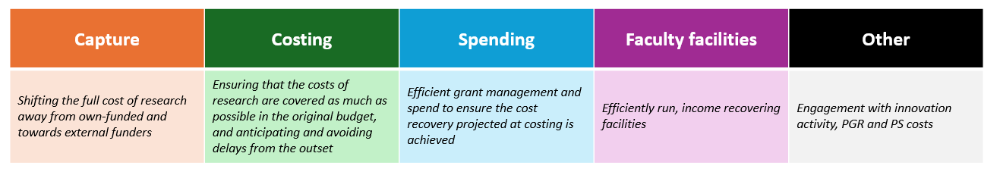 Capture
Costing
Spending
Faculty facilities
Other
Shifting the full cost of research
away from own-funded and
towards external funders
Ensuring that the costs of
research are covered as much as
possible in the original budget,
and anticipating and avoiding
delays from the outset
Efficient grant management and
spend to ensure the cost
recovery projected at costing is
achieved
Efficiently run, income recovering
facilities
Engagement with innovation
activity, PGR and PS costs